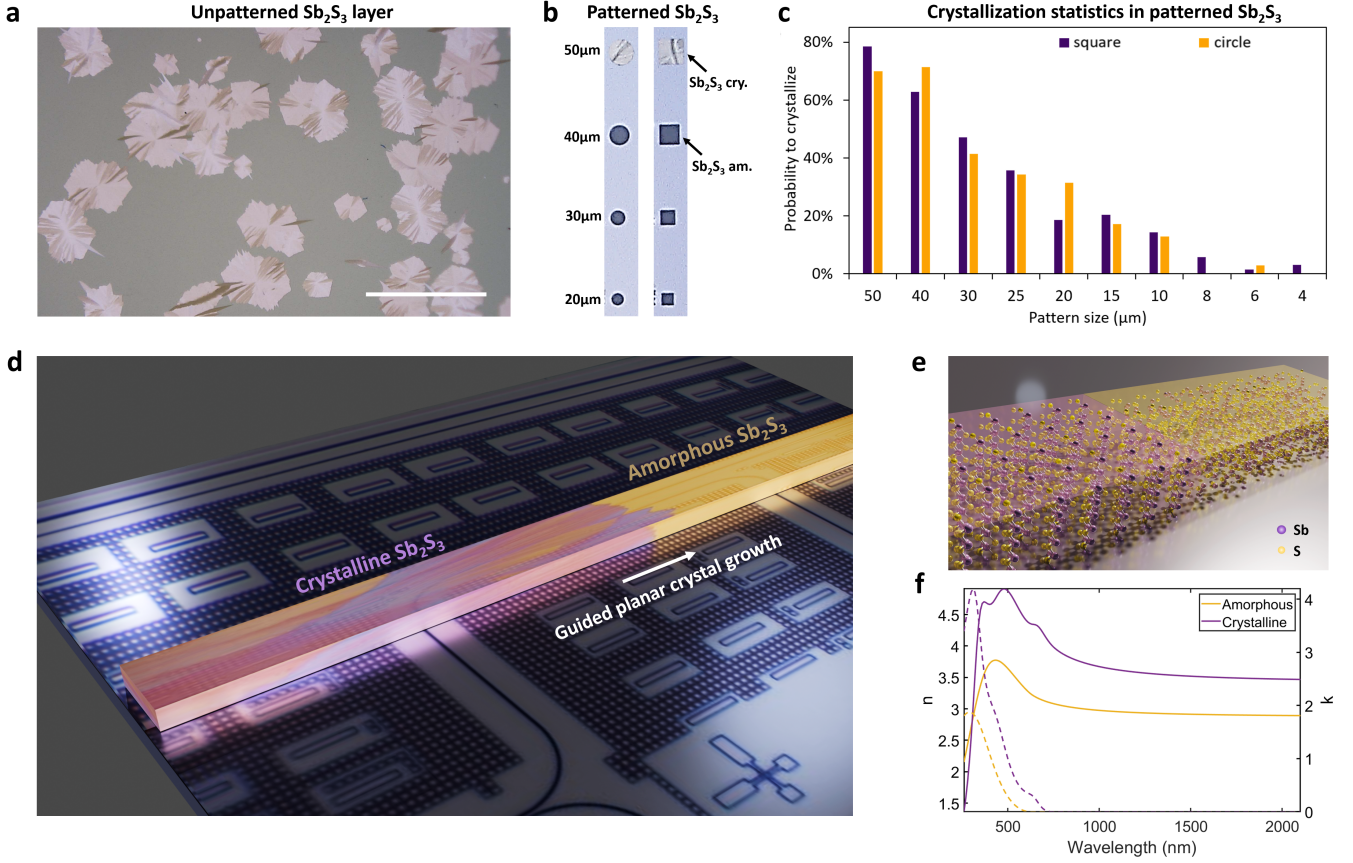 a
Unpatterned Sb₂S₃ layer
b
Patterned Sb₂S₃
50µm
Sb₂S₃ cry.
40µm
Sb₂S₃ am.
30µm
20µm
c
Crystallization statistics in patterned Sb₂S₃
square
circle
80%
60%
40%
20%
0%
Probability to crystallize
50 40 30 25 20 15 10 8 6 4
Pattern size (µm)
d
Amorphous Sb₂S₃
Crystalline Sb₂S₃
Guided planar crystal growth
e
Sb
S
f
Amorphous
Crystalline
4.5
4
3.5
3
2.5
2
1.5
n
4
3
2
1
0
k
500 1000 1500 2000
Wavelength (nm)